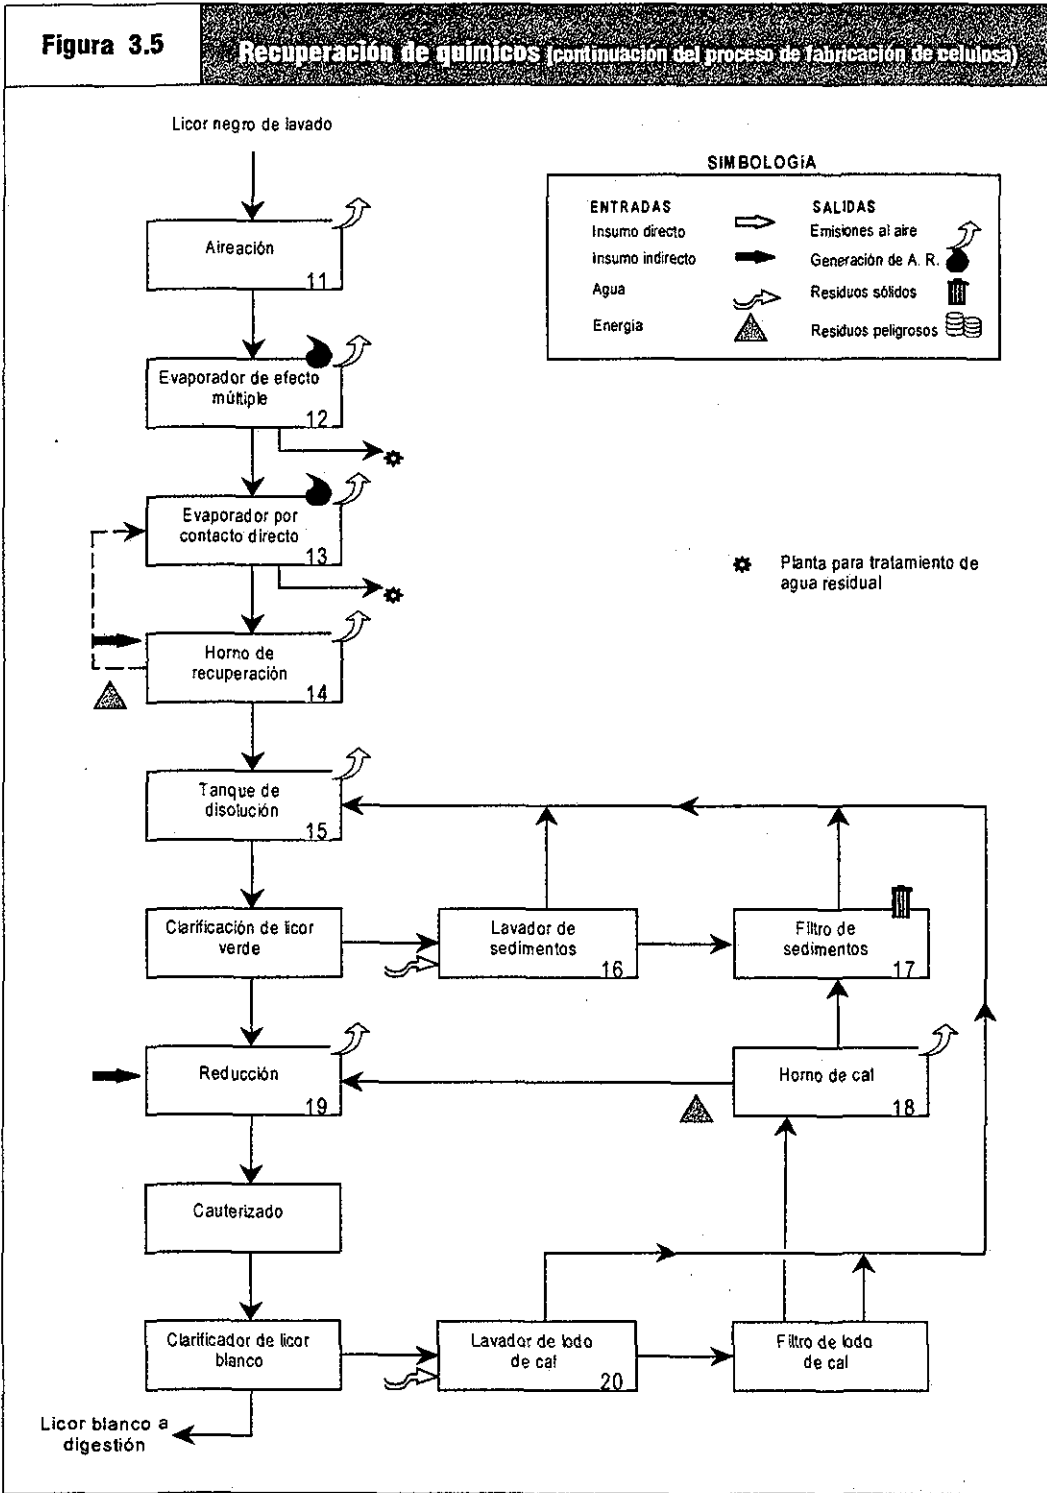 Figura 3.5
Recuperación de químicos (continuación del proceso de fabricación de celulosa)
Licor negro de lavado
SIMBOLOGÍA
ENTRADAS
SALIDAS
Insumo directo
Emisiones al aire
Insumo indirecto
Generación de A. R.
Agua
Residuos sólidos
Energía
Residuos peligrosos
Aireación
11
Evaporador de efecto
múltiple
12
Evaporador por
contacto directo
13
Planta para tratamiento de
agua residual
Horno de
recuperación
14
Tanque de
disolución
15
Clarificación de licor
verde
Lavador de
sedimentos
16
Filtro de
sedimentos
17
Reducción
19
Horno de cal
18
Cauterizado
Clarificador de licor
blanco
Lavador de lodo
de cal
20
Filtro de lodo
de cal
Licor blanco a
digestión